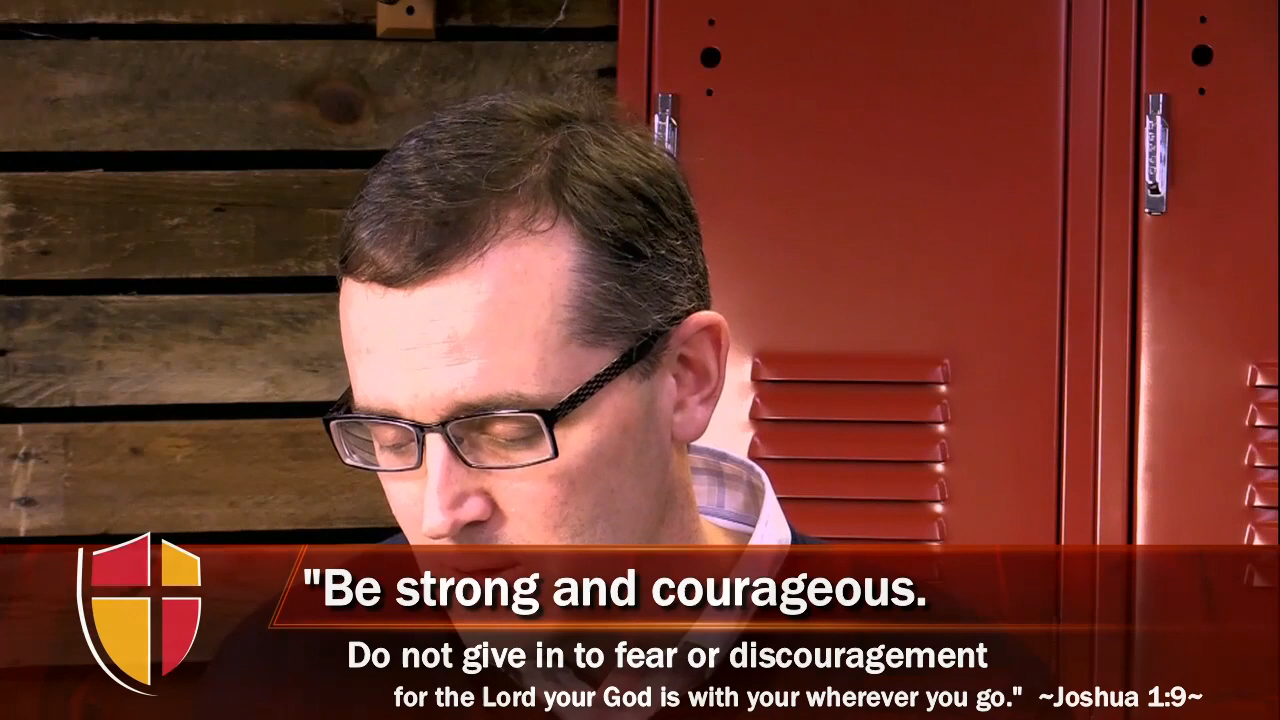 "Be strong and courageous.
Do not give in to fear or discouragement
for the Lord your God is with your wherever you go." ~Joshua 1:9~